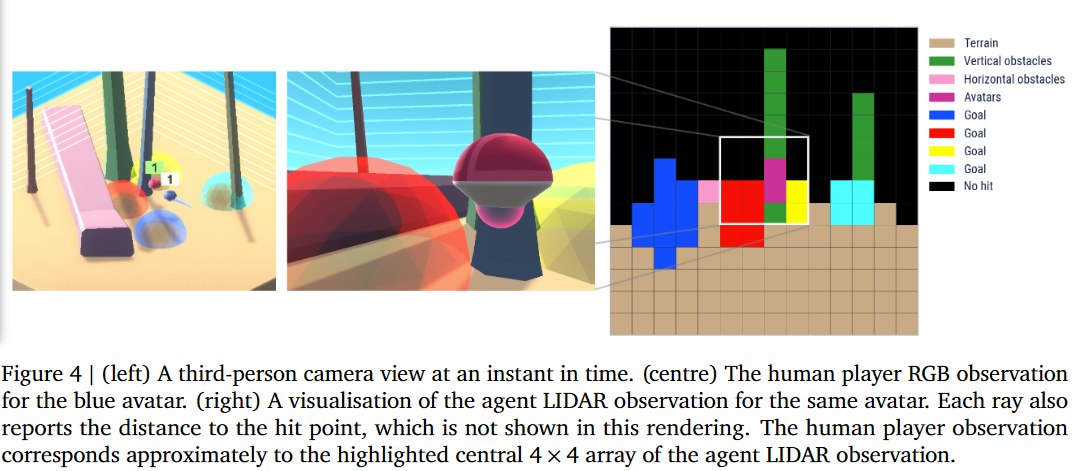 1
1
Terrain
Vertical obstacles
Horizontal obstacles
Avatars
Goal
Goal
Goal
Goal
No hit
Figure 4 | (left) A third-person camera view at an instant in time. (centre) The human player RGB observation
for the blue avatar. (right) A visualisation of the agent LIDAR observation for the same avatar. Each ray also
reports the distance to the hit point, which is not shown in this rendering. The human player observation
corresponds approximately to the highlighted central 4 × 4 array of the agent LIDAR observation.